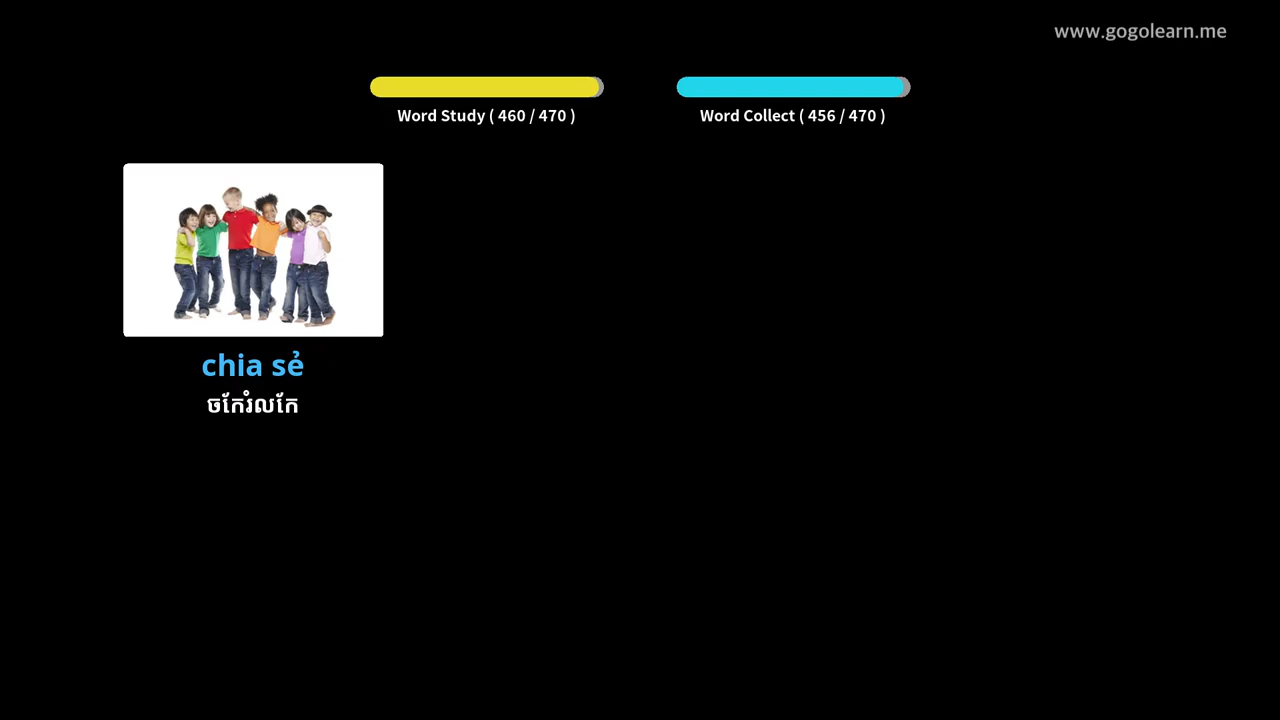 www.gogolearn.me
Word Study ( 460 / 470 )
Word Collect ( 456 / 470 )
chia sẻ
ចែករំលែក